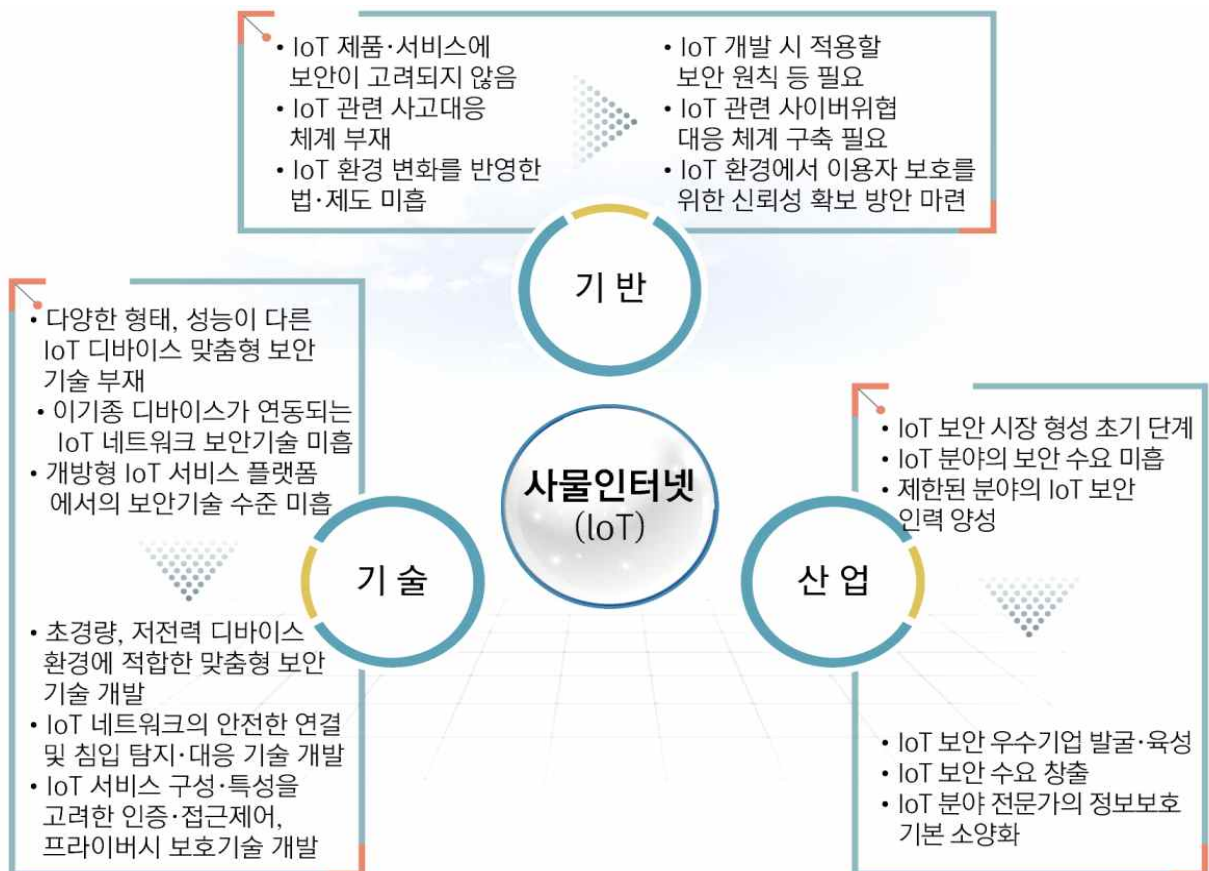 • IoT 제품·서비스에
보안이 고려되지 않음
• IoT 관련 사고대응
체계 부재
• IoT 환경 변화를 반영한
법·제도 미흡
• IoT 개발 시 적용할
보안 원칙 등 필요
• IoT 관련 사이버위협
대응 체계 구축 필요
• IoT 환경에서 이용자 보호를
위한 신뢰성 확보 방안 마련
기 반
• 다양한 형태, 성능이 다른
IoT 디바이스 맞춤형 보안
기술 부재
• 이기종 디바이스가 연동되는
IoT 네트워크 보안기술 미흡
• 개방형 IoT 서비스 플랫폼
에서의 보안기술 수준 미흡
기 술
• 초경량, 저전력 디바이스
환경에 적합한 맞춤형 보안
기술 개발
• IoT 네트워크의 안전한 연결
및 침입 탐지·대응 기술 개발
• IoT 서비스 구성·특성을
고려한 인증·접근제어,
프라이버시 보호기술 개발
사물인터넷
(IoT)
• IoT 보안 시장 형성 초기 단계
• IoT 분야의 보안 수요 미흡
• 제한된 분야의 IoT 보안
인력 양성
산 업
• IoT 보안 우수기업 발굴·육성
• IoT 보안 수요 창출
• IoT 분야 전문가의 정보보호
기본 소양화